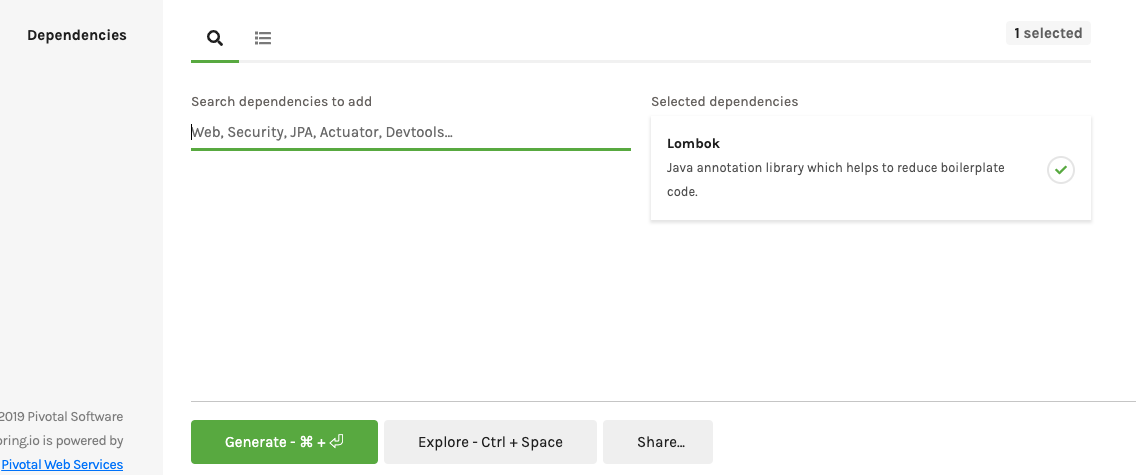 Dependencies
1 selected
Search dependencies to add
Web, Security, JPA, Actuator, Devtools...
Selected dependencies
Lombok
Java annotation library which helps to reduce boilerplate
code.
2019 Pivotal Software
is powered by
Pivotal Web Services
Generate - ⌘ + ⏎
Explore - Ctrl + Space
Share...